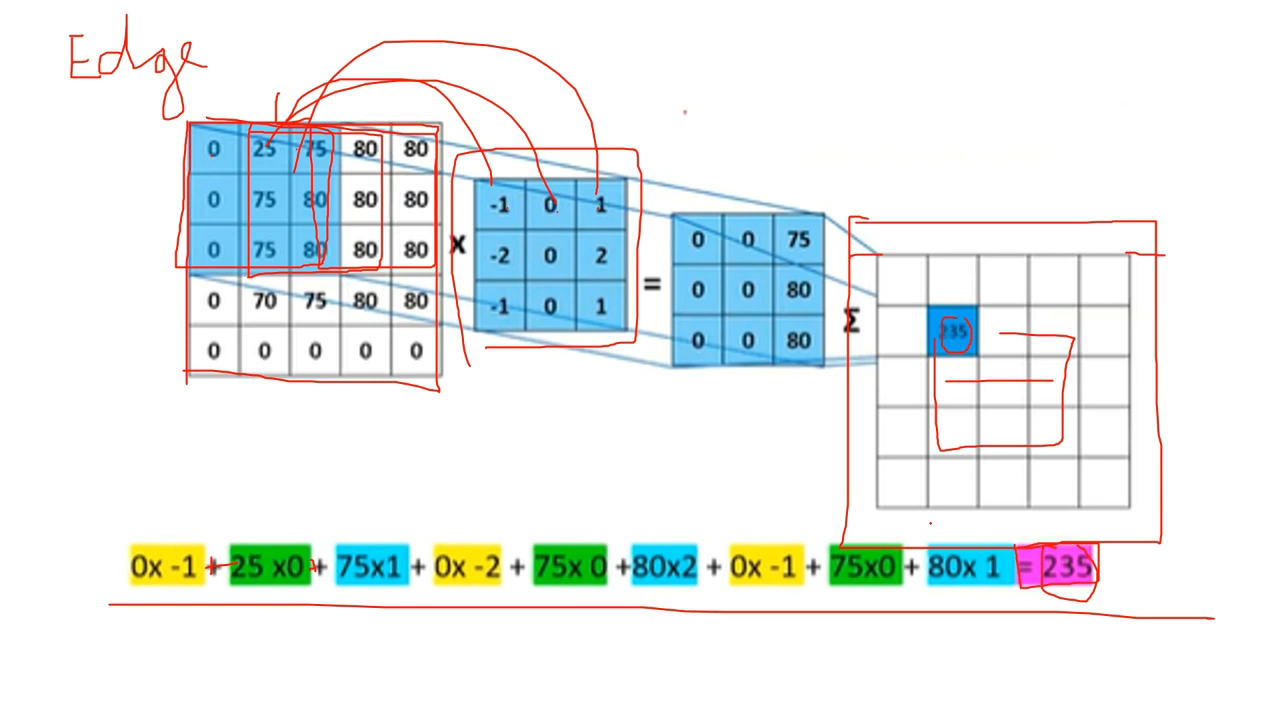 Edge
0 25 75 80 80
0 75 80 80 80
0 75 80 80 80
0 70 75 80 80
0 0 0 0 0
x
-1 0 1
-2 0 2
-1 0 1
=
0 0 75
0 0 80
0 0 80
Σ
235
0x -1 + 25 x0 + 75x1 + 0x -2 + 75x 0 +80x2 + 0x -1 + 75x0 + 80x 1 = 235